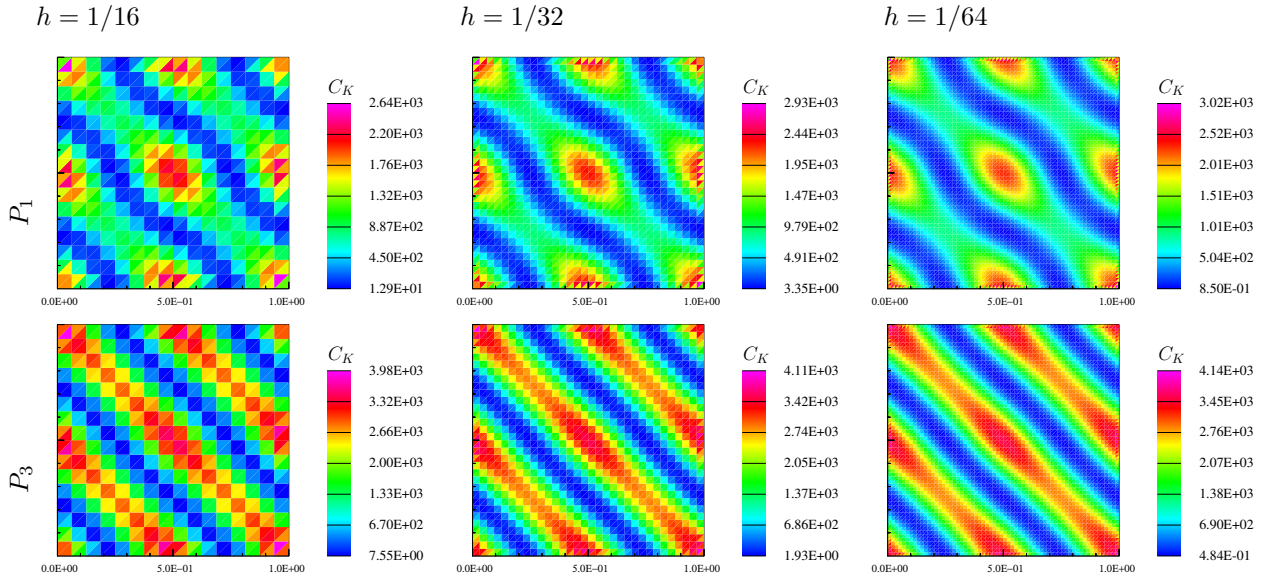 h = 1/16 h = 1/32 h = 1/64
P_1
C_K
2.64E+03
2.20E+03
1.76E+03
1.32E+03
8.87E+02
4.50E+02
1.29E+01
0.0E+00 5.0E-01 1.0E+00
C_K
2.93E+03
2.44E+03
1.95E+03
1.47E+03
9.79E+02
4.91E+02
3.35E+00
0.0E+00 5.0E-01 1.0E+00
C_K
3.02E+03
2.52E+03
2.01E+03
1.51E+03
1.01E+03
5.04E+02
8.50E-01
0.0E+00 5.0E-01 1.0E+00
P_3
C_K
3.98E+03
3.32E+03
2.66E+03
2.00E+03
1.33E+03
6.70E+02
7.55E+00
0.0E+00 5.0E-01 1.0E+00
C_K
4.11E+03
3.42E+03
2.74E+03
2.05E+03
1.37E+03
6.86E+02
1.93E+00
0.0E+00 5.0E-01 1.0E+00
C_K
4.14E+03
3.45E+03
2.76E+03
2.07E+03
1.38E+03
6.90E+02
4.84E-01
0.0E+00 5.0E-01 1.0E+00